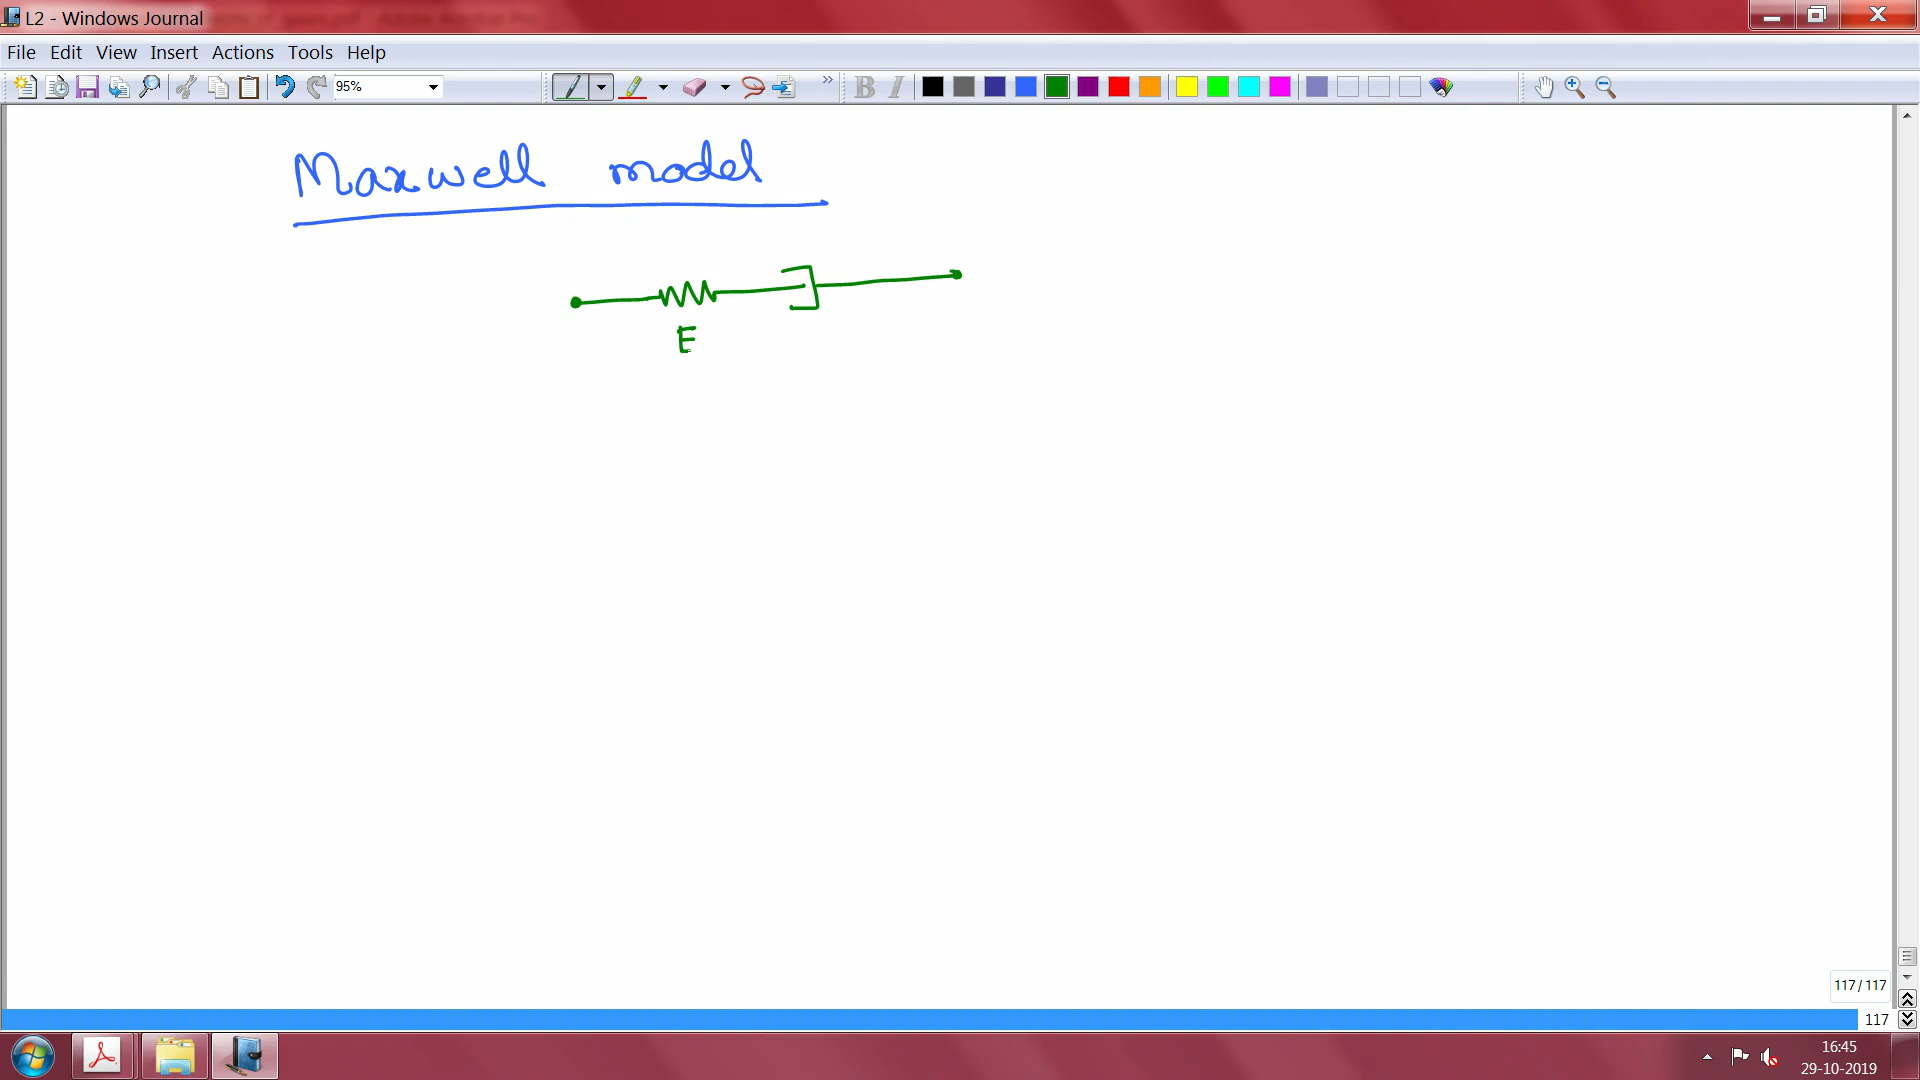 L2 - Windows Journal
File Edit View Insert Actions Tools Help
95%
B I
Maxwell model
E
117 / 117
117
16:45
29-10-2019